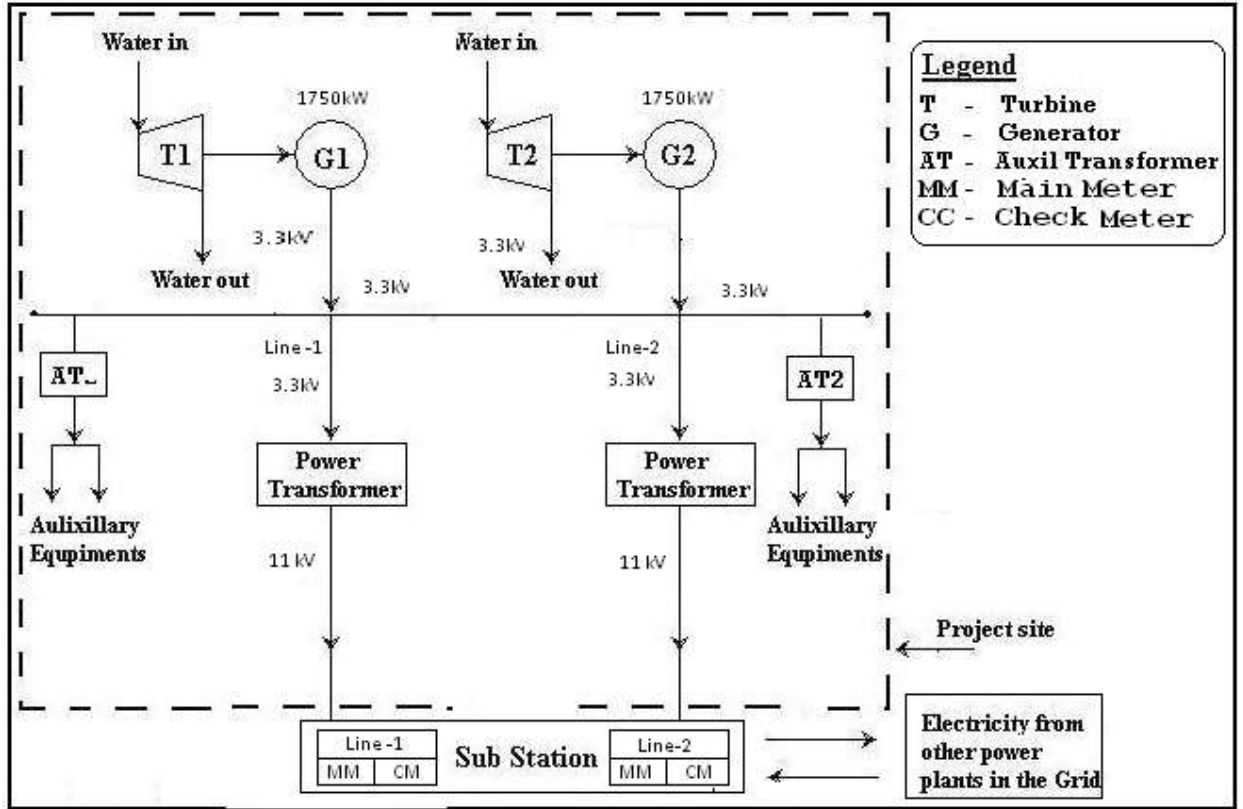 Water in
Water in
1750kW
1750kW
T1
G1
T2
G2
3.3kV
3.3kV
Water out
Water out
3.3kV
3.3kV
Line-1
3.3kV
Line-2
3.3kV
AT..
AT2
Power
Transformer
Power
Transformer
Aulixillary
Equpiments
Aulixillary
Equpiments
11 kV
11 kV
Project site
Line-1
MM CM
Sub Station
Line-2
MM CM
Electricity from
other power
plants in the Grid
Legend
T - Turbine
G - Generator
AT - Auxil Transformer
MM - Main Meter
CC - Check Meter